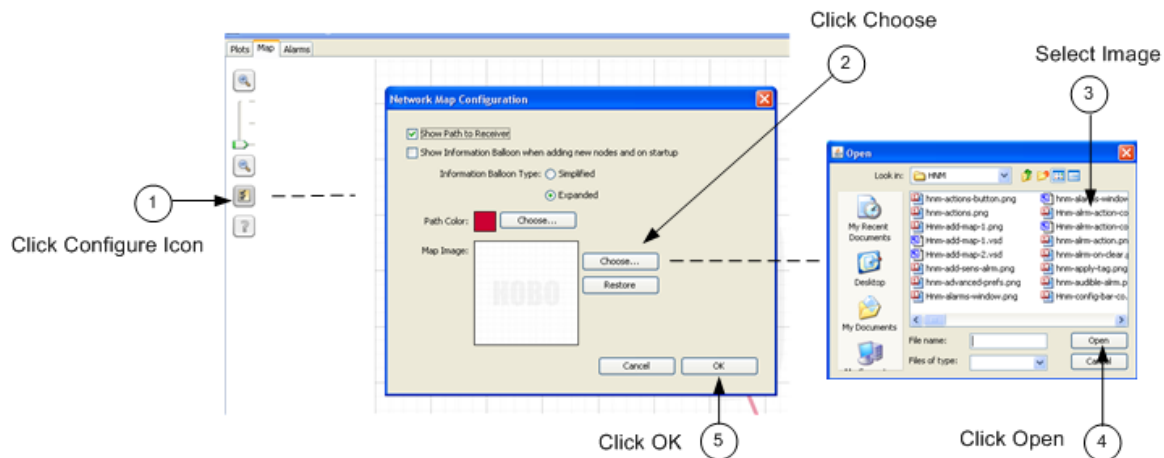 Click Choose
2
Select Image
3
Plots Map Alarms
Network Map Configuration
Show Path to Receiver
Show Information Balloon when adding new nodes and on startup
Information Balloon Type: Simplified
Expanded
Path Color: Choose...
Map Image:
HOBO
Choose...
Restore
Cancel OK
1
Click Configure Icon
?
Open
Look in: HNM
My Recent Documents
Desktop
My Documents
hnm-actions-button.png
hnm-actions.png
Hnm-add-map-1.png
Hnm-add-map-1.vsd
Hnm-add-map-2.vsd
hnm-add-sens-alrm.png
hnm-advanced-prefs.png
Hnm-alarms-window.png
hnm-alarms-window
Hnm-alrm-action-co
Hnm-alrm-action-co
hnm-alrm-action.pn
hnm-alrm-on-clear.
hnm-apply-tag.png
hnm-audible-alrm.p
Hnm-config-bar-co.
File name: Open
Files of type: Cancel
Click OK
5
Click Open
4